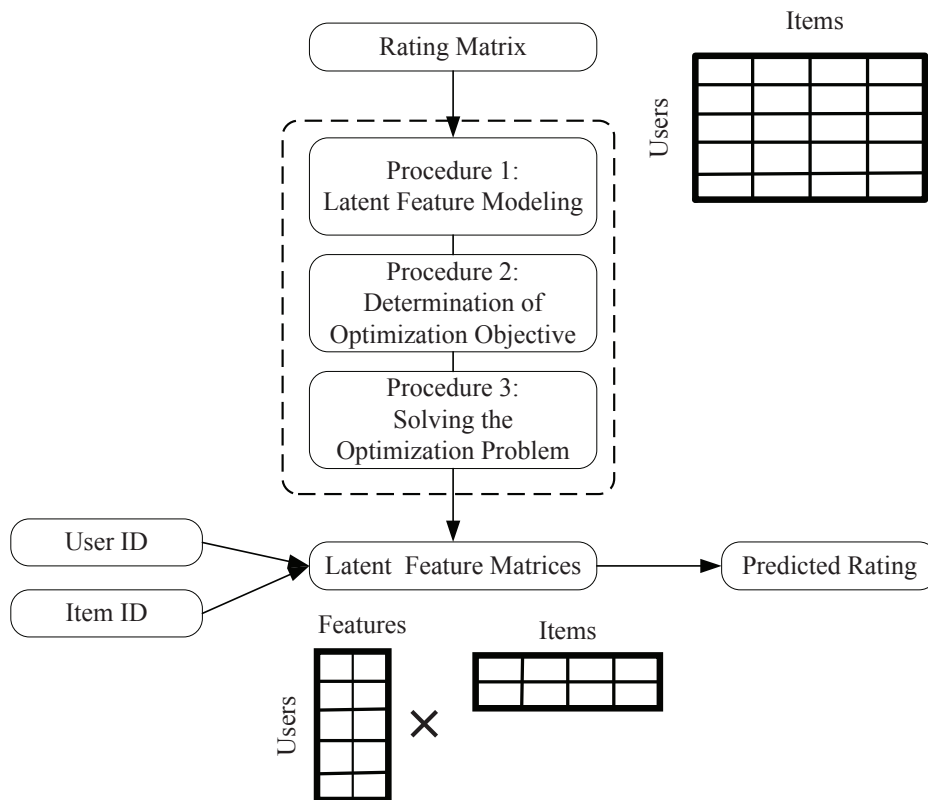 Items
Rating Matrix
Users
Procedure 1:
Latent Feature Modeling
Procedure 2:
Determination of
Optimization Objective
Procedure 3:
Solving the
Optimization Problem
User ID
Item ID
Latent Feature Matrices
Predicted Rating
Features
Items
Users
×